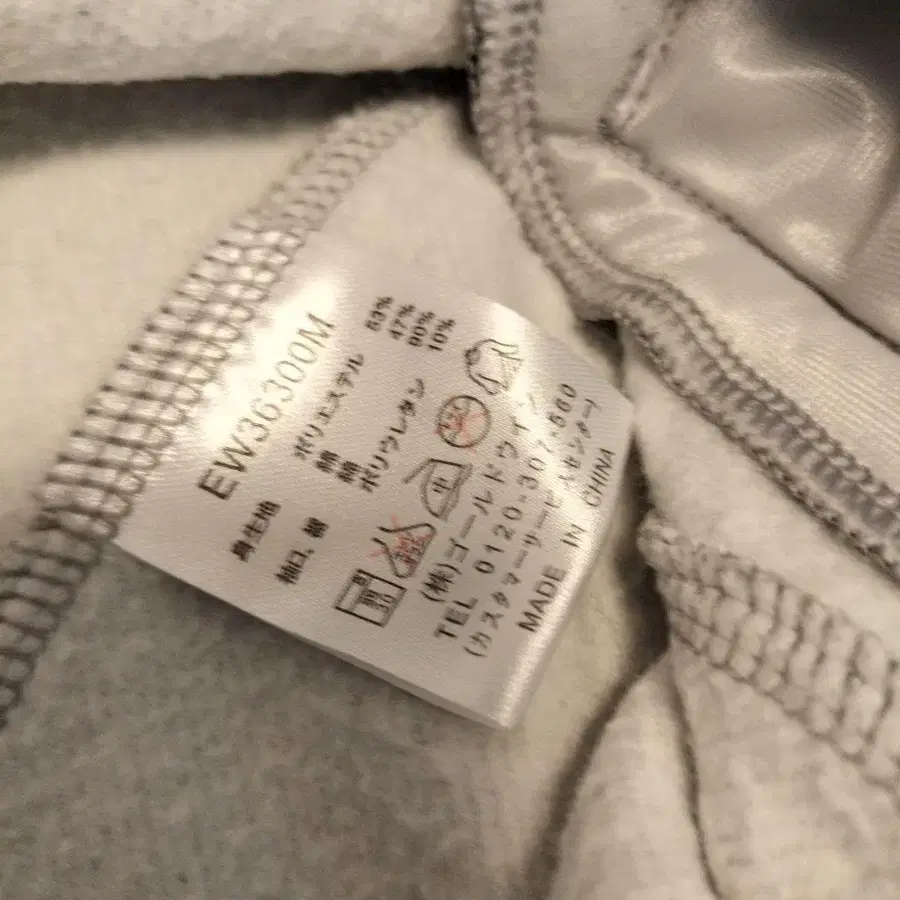 EW36300M
身生地 ポリエステル 53%
綿 47%
袖口、裾 綿
ポリウレタン 10%
中
(株)ゴールドウイン
TEL 0120-307-560
(カスタマーサービスセンター)
MADE IN CHINA